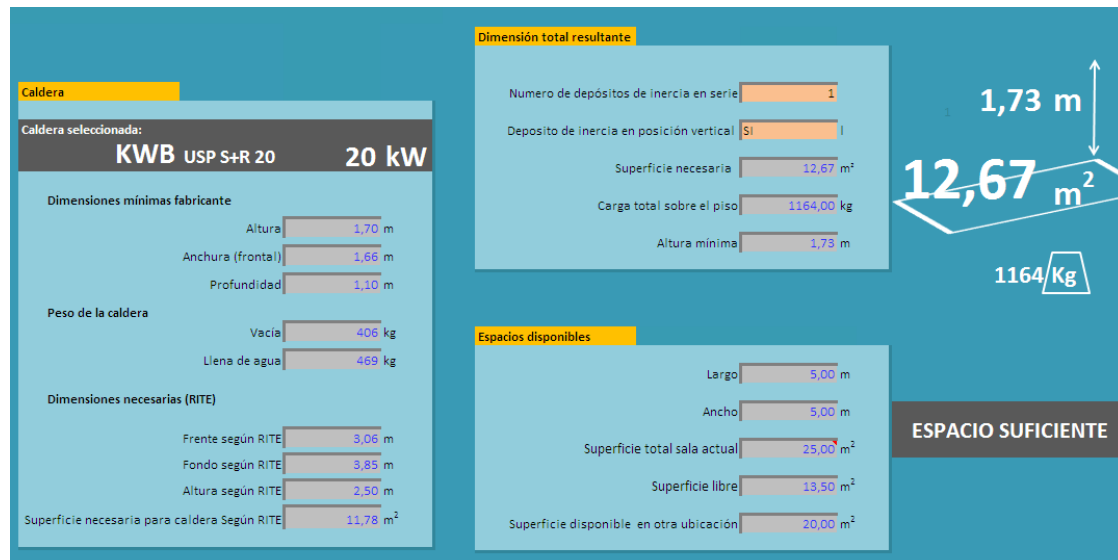 Caldera
Caldera seleccionada:
KWB USP S+R 20 20 kW
Dimensiones mínimas fabricante
Altura 1,70 m
Anchura (frontal) 1,66 m
Profundidad 1,10 m
Peso de la caldera
Vacía 406 kg
Llena de agua 469 kg
Dimensiones necesarias (RITE)
Frente según RITE 3,06 m
Fondo según RITE 3,85 m
Altura según RITE 2,50 m
Superficie necesaria para caldera Según RITE 11,78 m²
Dimensión total resultante
Numero de depósitos de inercia en serie 1
Deposito de inercia en posición vertical SI l
Superficie necesaria 12,67 m²
Carga total sobre el piso 1164,00 kg
Altura mínima 1,73 m
Espacios disponibles
Largo 5,00 m
Ancho 5,00 m
Superficie total sala actual 25,00 m²
Superficie libre 13,50 m²
Superficie disponible en otra ubicación 20,00 m²
1 1,73 m
12,67 m²
1164 Kg
ESPACIO SUFICIENTE